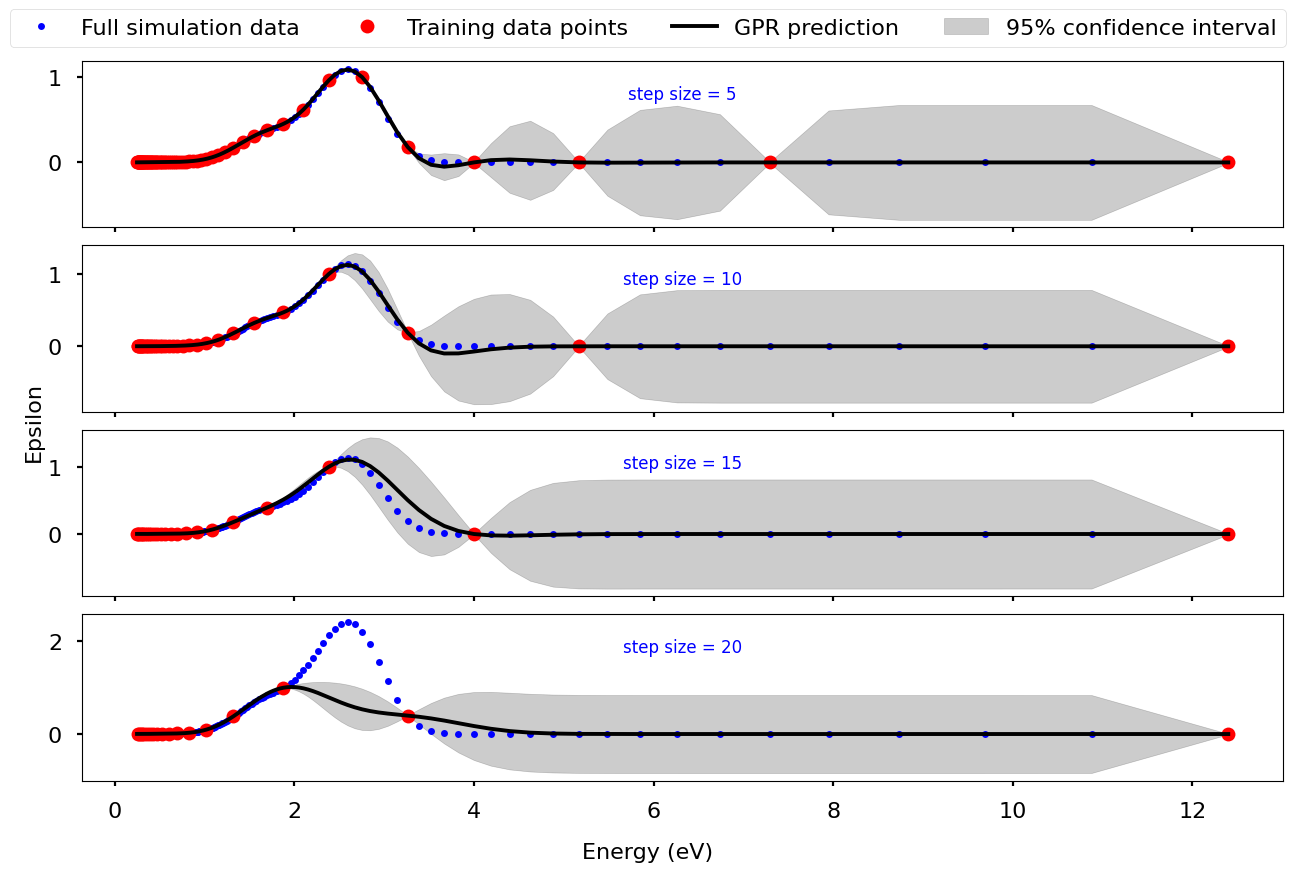 Full simulation data
Training data points
GPR prediction
95% confidence interval
1
0
step size = 5
1
0
step size = 10
Epsilon
1
0
step size = 15
2
0
step size = 20
0
2
4
6
8
10
12
Energy (eV)